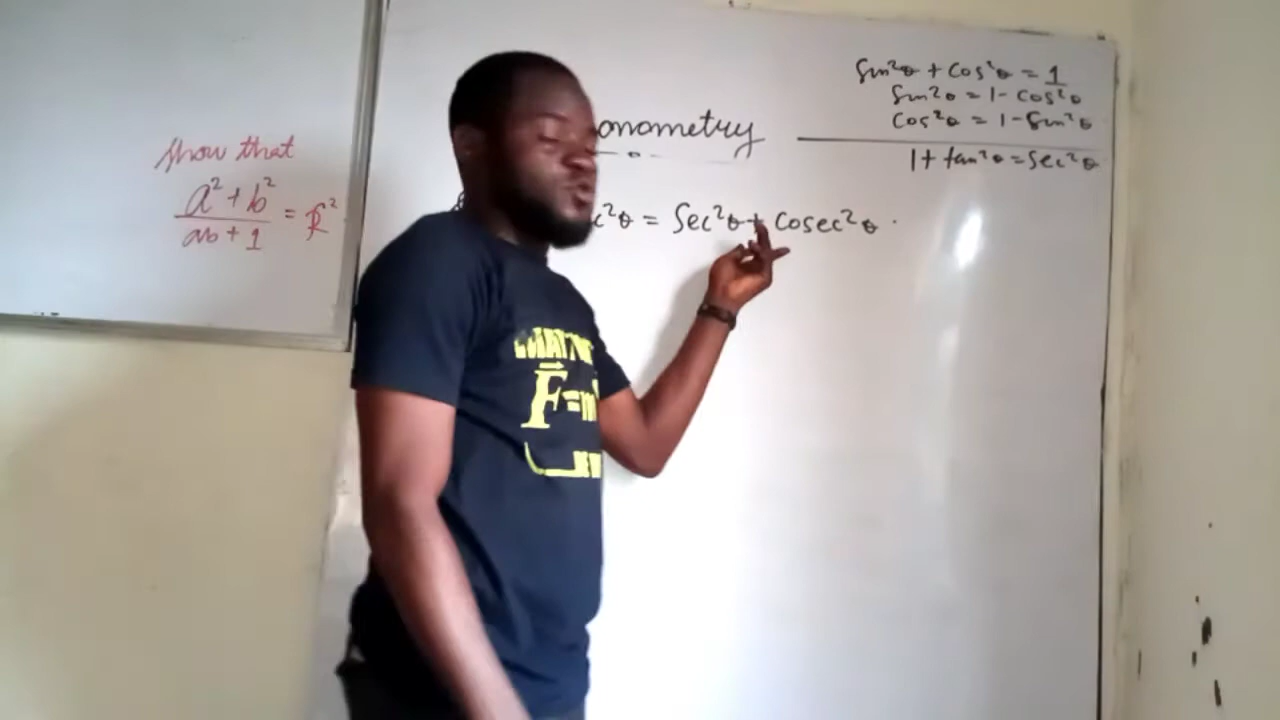 Show that
a² + b²
ab + 1
= k²
onometry
c²θ = Sec²θ + Cosec²θ .
Sin²θ + Cos²θ = 1
Sin²θ = 1 - Cos²θ
Cos²θ = 1 - Sin²θ
1 + tan²θ = Sec²θ
F = m